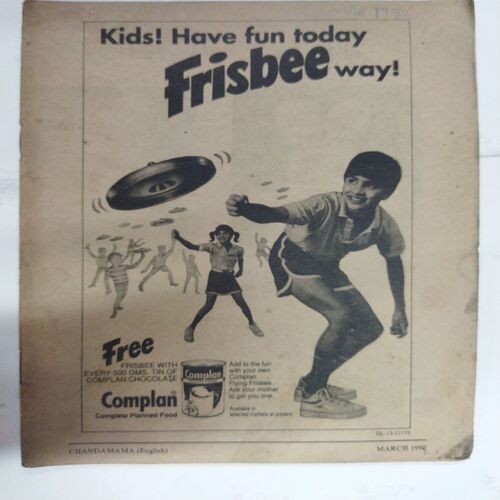 Kids! Have fun today
Frisbee way!
Free
FRISBEE WITH
EVERY 500 GMS. TIN OF
COMPLAN CHOCOLATE
Complan
Complete Planned Food
Complan
Add to the fun
with your own
Complan
Flying Frisbee.
Ask your mother
to get you one.
Available in
selected markets at present.
CHANDAMAMA (English)
MARCH 1990